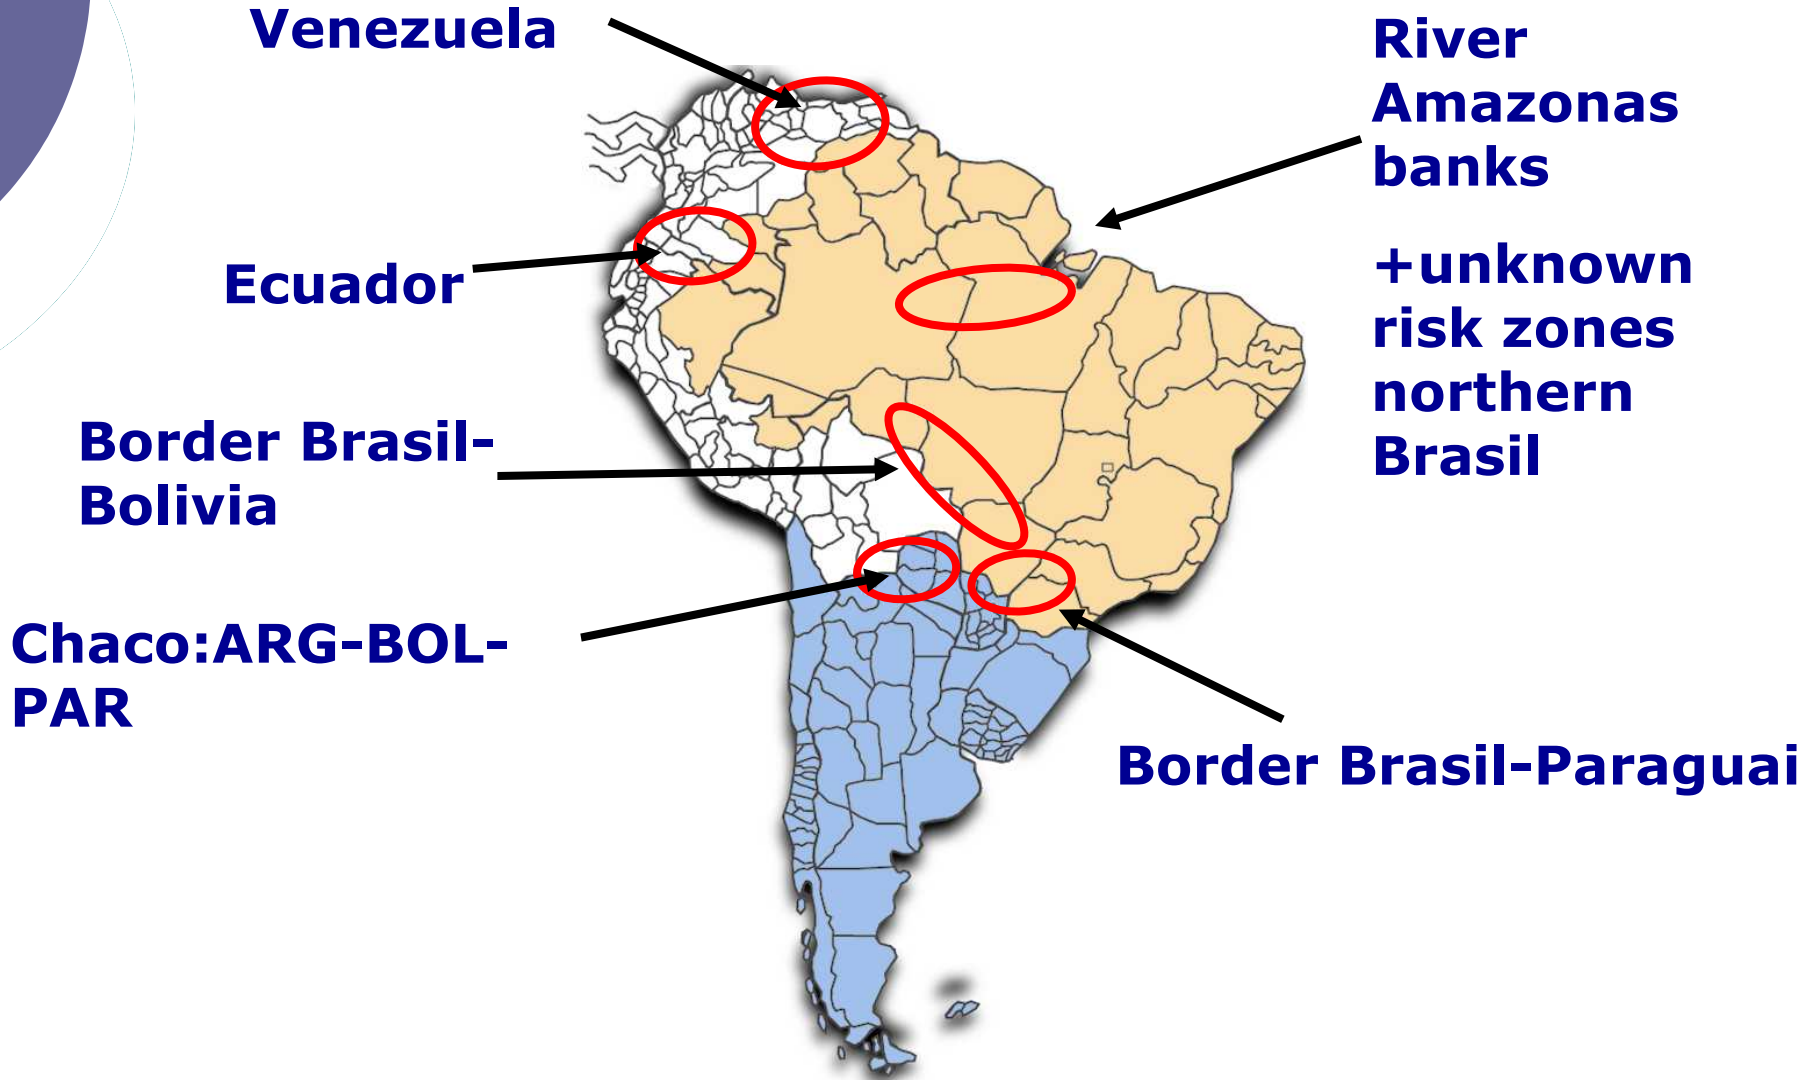 Venezuela
River
Amazonas
banks
+unknown
risk zones
northern
Brasil
Ecuador
Border Brasil-
Bolivia
Chaco:ARG-BOL-
PAR
Border Brasil-Paraguai